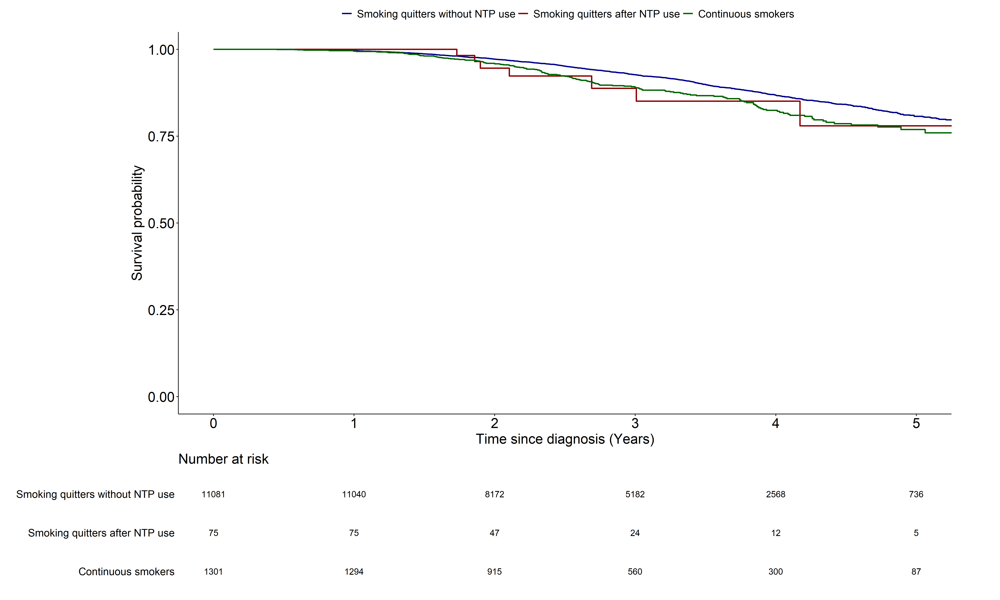 Smoking quitters without NTP use Smoking quitters after NTP use Continuous smokers
1.00
0.75
0.50
0.25
0.00
Survival probability
0 1 2 3 4 5
Time since diagnosis (Years)
Number at risk
Smoking quitters without NTP use 11081 11040 8172 5182 2568 736
Smoking quitters after NTP use 75 75 47 24 12 5
Continuous smokers 1301 1294 915 560 300 87